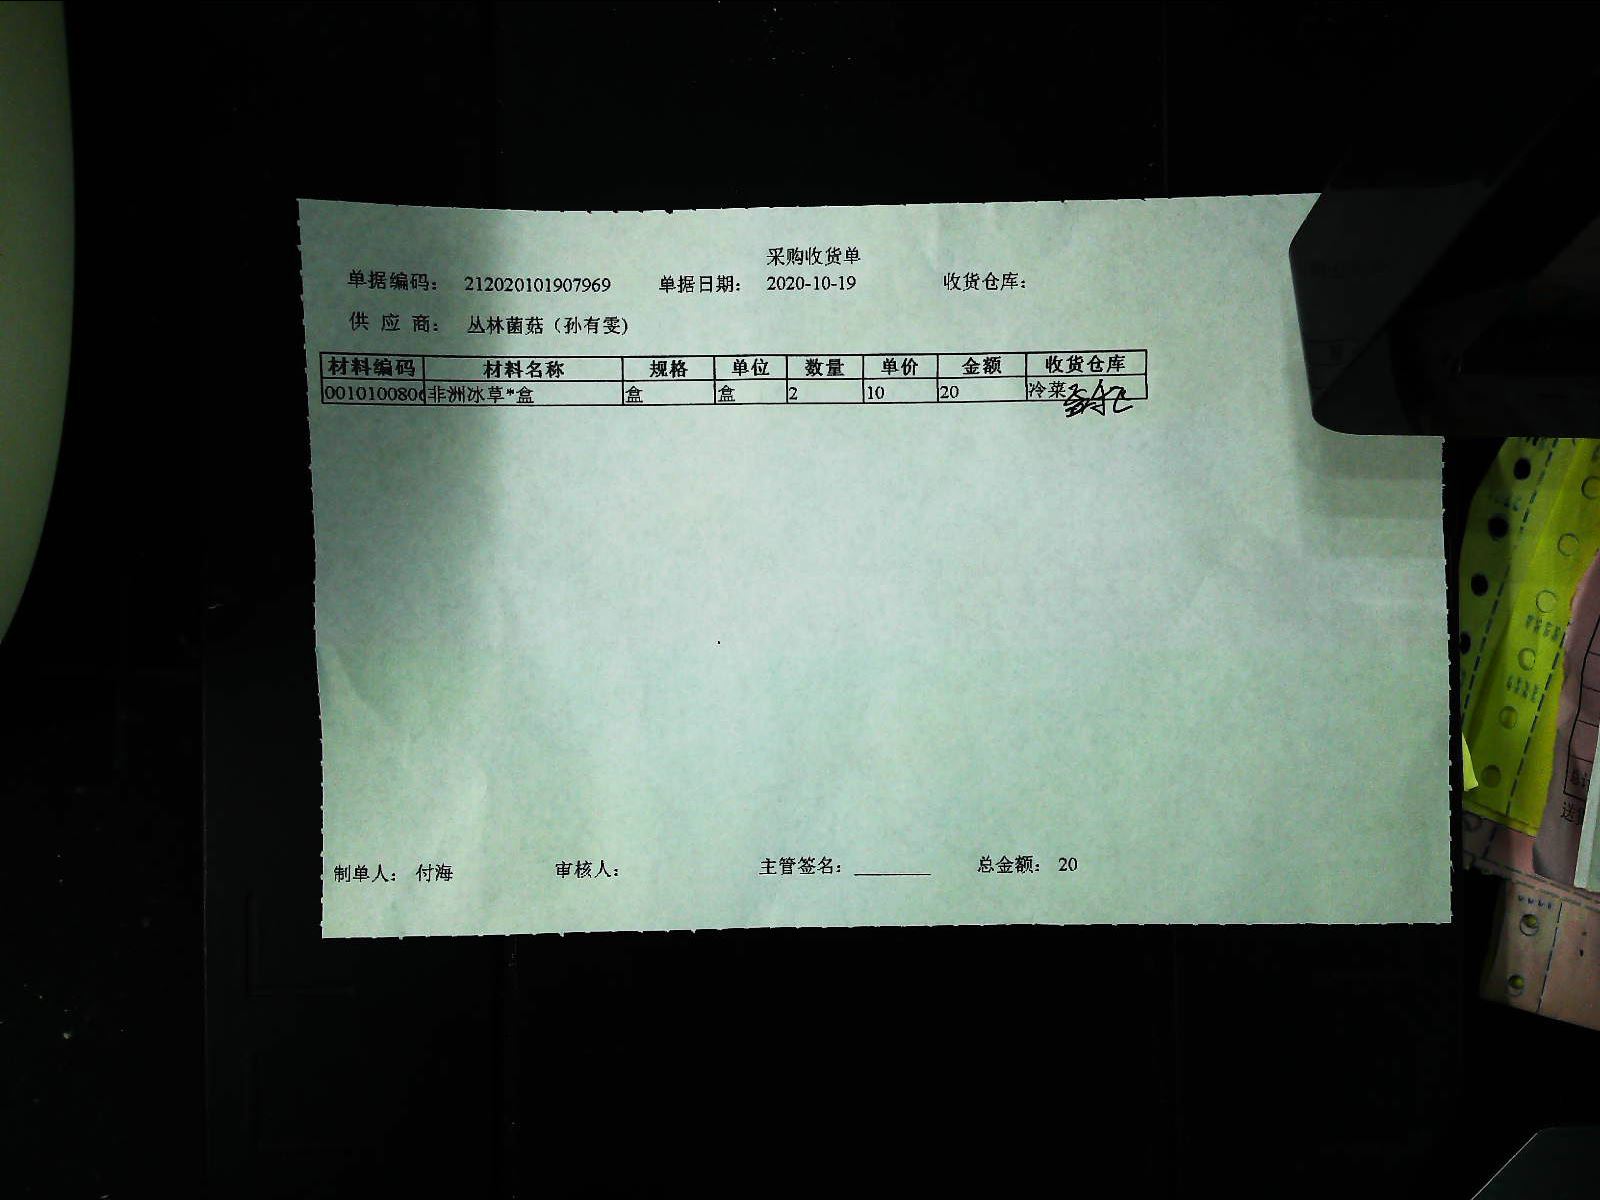 采购收货单
单据编码： 212020101907969 单据日期： 2020-10-19 收货仓库：
供 应 商： 丛林菌菇（孙有雯）
材料编码 材料名称 规格 单位 数量 单价 金额 收货仓库
0010100806 非洲冰草*盒 盒 盒 2 10 20 冷菜
制单人： 付海 审核人： 主管签名： ________ 总金额： 20